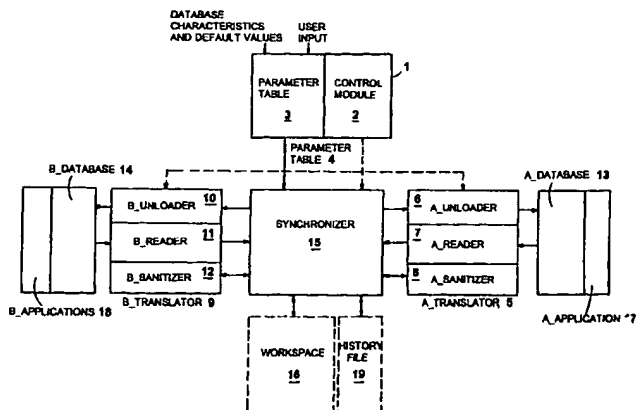 DATABASE
CHARACTERISTICS
AND DEFAULT VALUES
USER
INPUT
1
PARAMETER
TABLE
3
CONTROL
MODULE
2
PARAMETER
TABLE 4
B_DATABASE 14
A_DATABASE 13
10
B_UNLOADER
11
B_READER
12
B_SANITIZER
B_TRANSLATOR 9
SYNCHRONIZER
15
6
A_UNLOADER
7
A_READER
8
A_SANITIZER
A_TRANSLATOR 5
B_APPLICATIONS 18
A_APPLICATION 17
WORKSPACE
16
HISTORY
FILE
19